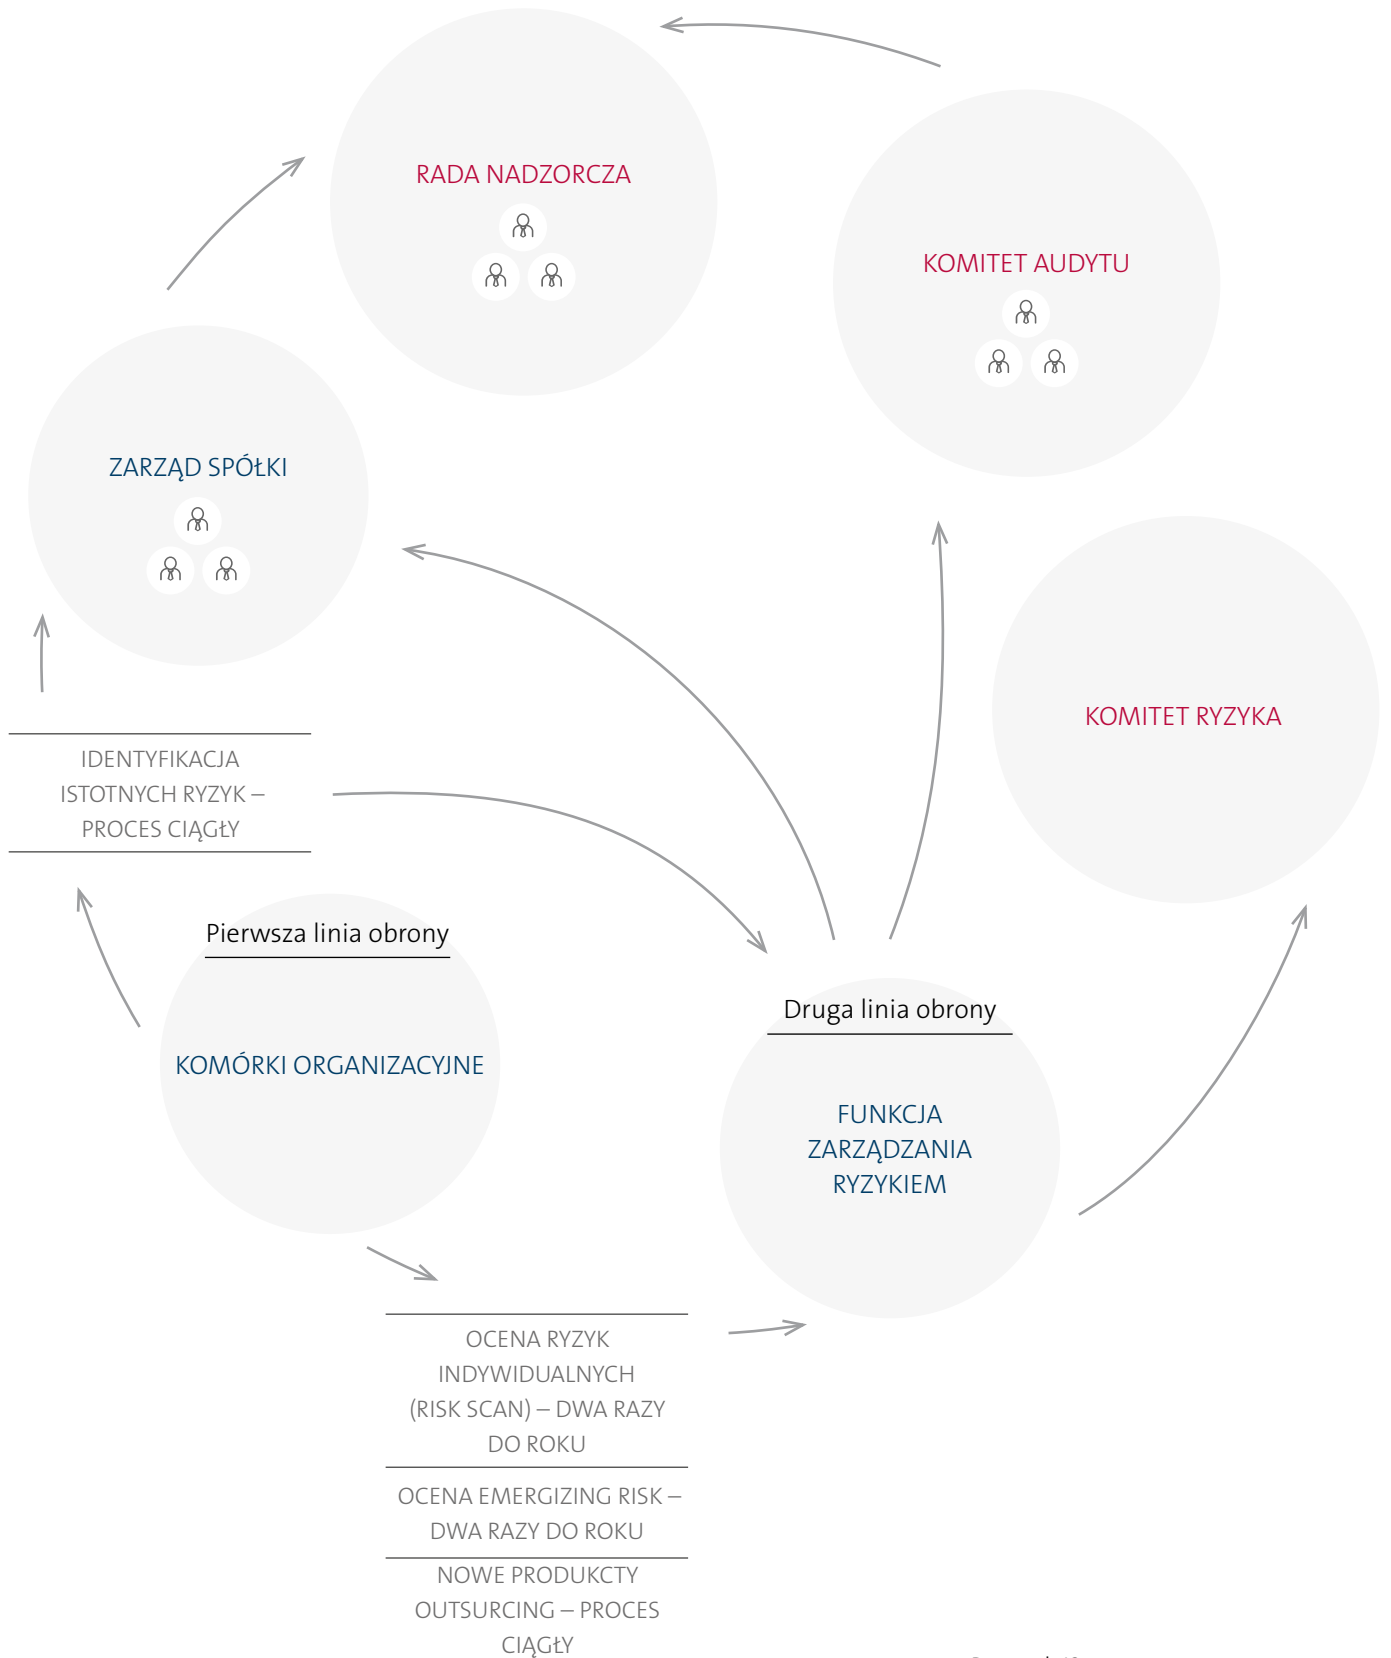 RADA NADZORCZA
KOMITET AUDYTU
ZARZĄD SPÓŁKI
KOMITET RYZYKA
IDENTYFIKACJA
ISTOTNYCH RYZYK –
PROCES CIĄGŁY
Pierwsza linia obrony
KOMÓRKI ORGANIZACYJNE
Druga linia obrony
FUNKCJA
ZARZĄDZANIA
RYZYKIEM
OCENA RYZYK
INDYWIDUALNYCH
(RISK SCAN) – DWA RAZY
DO ROKU
OCENA EMERGIZING RISK –
DWA RAZY DO ROKU
NOWE PRODUKCTY
OUTSURCING – PROCES
CIĄGŁY